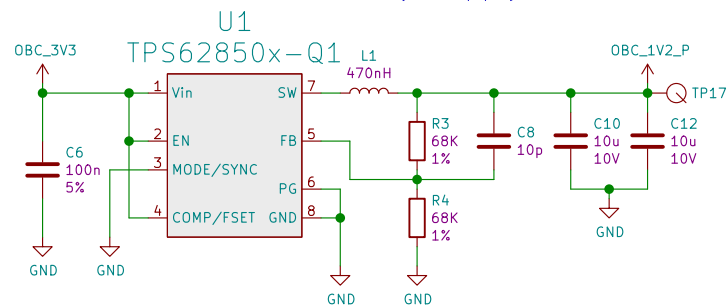 U1
TPS62850x-Q1
OBC_3V3
L1
470nH
OBC_1V2_P
1 Vin
SW 7
TP17
2 EN
FB 5
3 MODE/SYNC
PG 6
4 COMP/FSET
GND 8
C6
100n
5%
R3
68K
1%
C8
10p
C10
10u
10V
C12
10u
10V
R4
68K
1%
GND
GND
GND
GND
GND